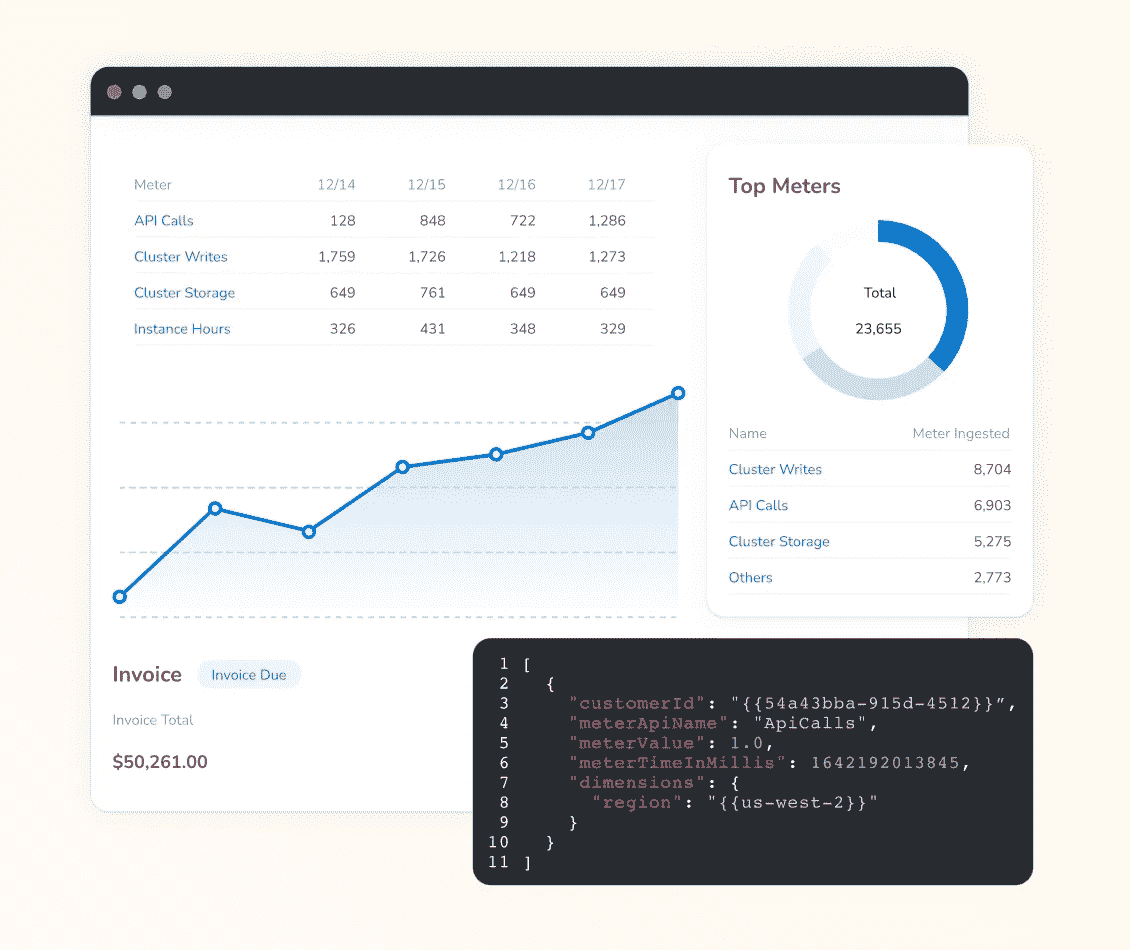 Meter 12/14 12/15 12/16 12/17
API Calls 128 848 722 1,286
Cluster Writes 1,759 1,726 1,218 1,273
Cluster Storage 649 761 649 649
Instance Hours 326 431 348 329
Top Meters
Total
23,655
Name Meter Ingested
Cluster Writes 8,704
API Calls 6,903
Cluster Storage 5,275
Others 2,773
Invoice Invoice Due
Invoice Total
$50,261.00
1 [
2 {
3 "customerId": "{{54a43bba-915d-4512}}”,
4 "meterApiName": "ApiCalls",
5 "meterValue": 1.0,
6 "meterTimeInMillis": 1642192013845,
7 "dimensions": {
8 "region": "{{us-west-2}}"
9 }
10 }
11 ]